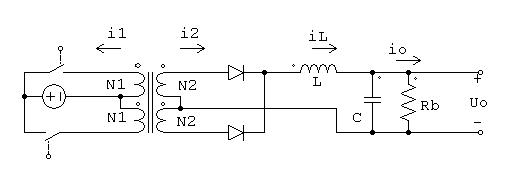 i1 i2 iL io
N1 N2 L +
+
N1 N2 C Rb Uo
-